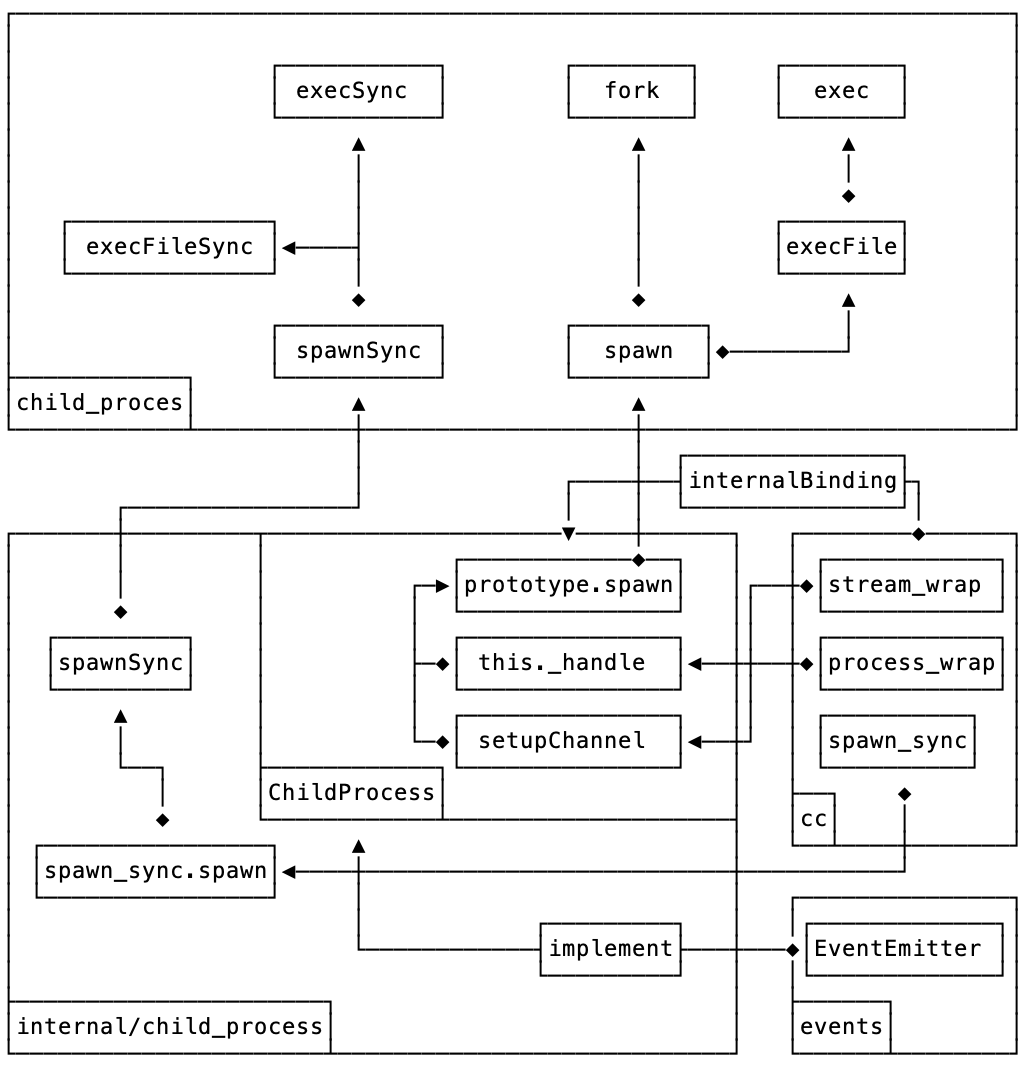 execSync
fork
exec
execFileSync
execFile
spawnSync
spawn
child_proces
internalBinding
prototype.spawn
stream_wrap
spawnSync
this._handle
process_wrap
setupChannel
spawn_sync
ChildProcess
cc
spawn_sync.spawn
implement
EventEmitter
internal/child_process
events